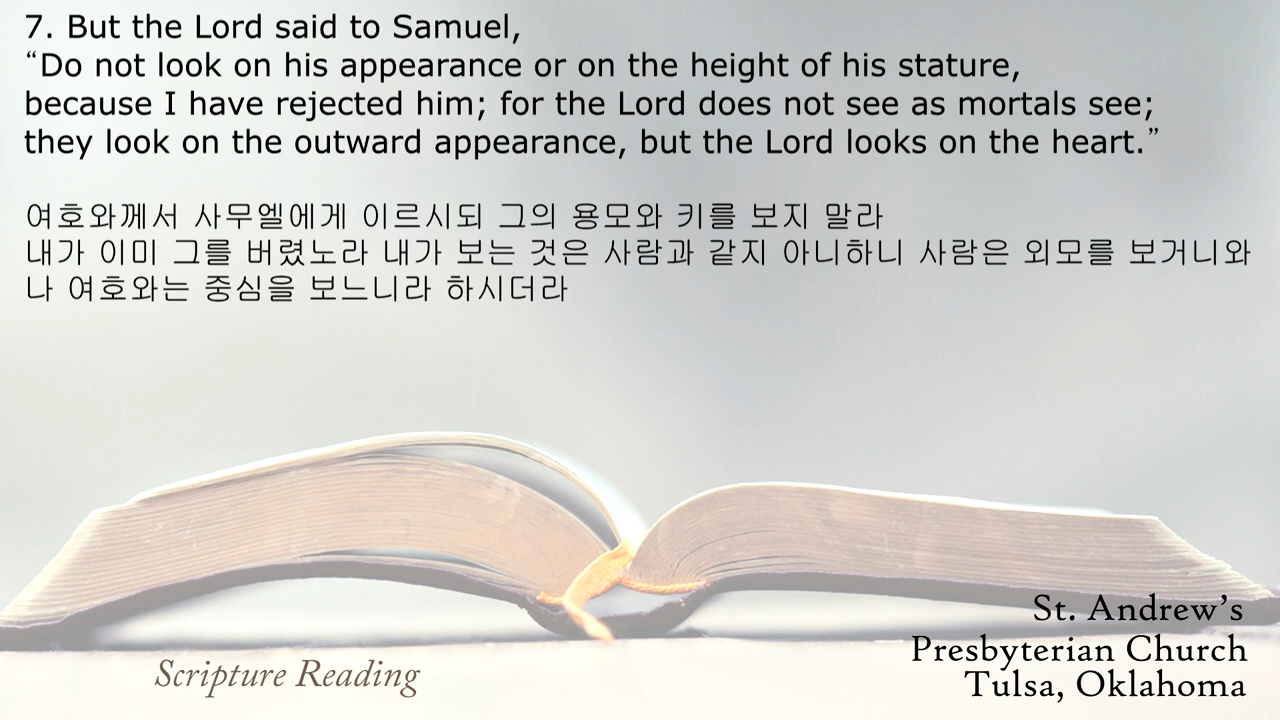 7. But the Lord said to Samuel,
“Do not look on his appearance or on the height of his stature,
because I have rejected him; for the Lord does not see as mortals see;
they look on the outward appearance, but the Lord looks on the heart.”
여호와께서 사무엘에게 이르시되 그의 용모와 키를 보지 말라
내가 이미 그를 버렸노라 내가 보는 것은 사람과 같지 아니하니 사람은 외모를 보거니와
나 여호와는 중심을 보느니라 하시더라
St. Andrew’s
Presbyterian Church
Tulsa, Oklahoma
Scripture Reading